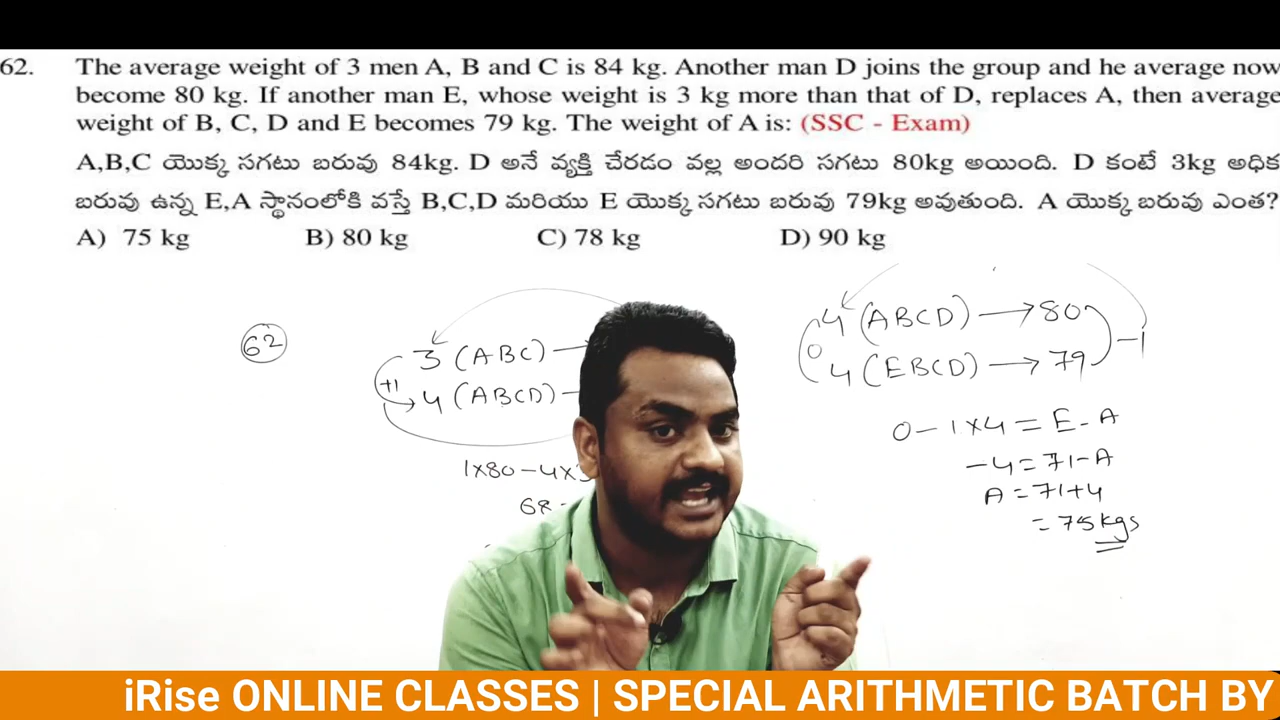 62. The average weight of 3 men A, B and C is 84 kg. Another man D joins the group and he average now
become 80 kg. If another man E, whose weight is 3 kg more than that of D, replaces A, then average
weight of B, C, D and E becomes 79 kg. The weight of A is: (SSC - Exam)
A,B,C యొక్క సగటు బరువు 84kg. D అనే వ్యక్తి చేరడం వల్ల అందరి సగటు 80kg అయింది. D కంటే 3kg అధిక
బరువు ఉన్న E,A స్థానంలోకి వస్తే B,C,D మరియు E యొక్క సగటు బరువు 79kg అవుతుంది. A యొక్క బరువు ఎంత?
A) 75 kg B) 80 kg C) 78 kg D) 90 kg
62
3 (ABC)
+1
4 (ABCD)
1x80-4x
68
4 (ABCD) → 80
0
-1
4 (EBCD) → 79
0-1x4 = E-A
-4 = 71-A
A = 71+4
= 75kgs
iRise ONLINE CLASSES | SPECIAL ARITHMETIC BATCH BY